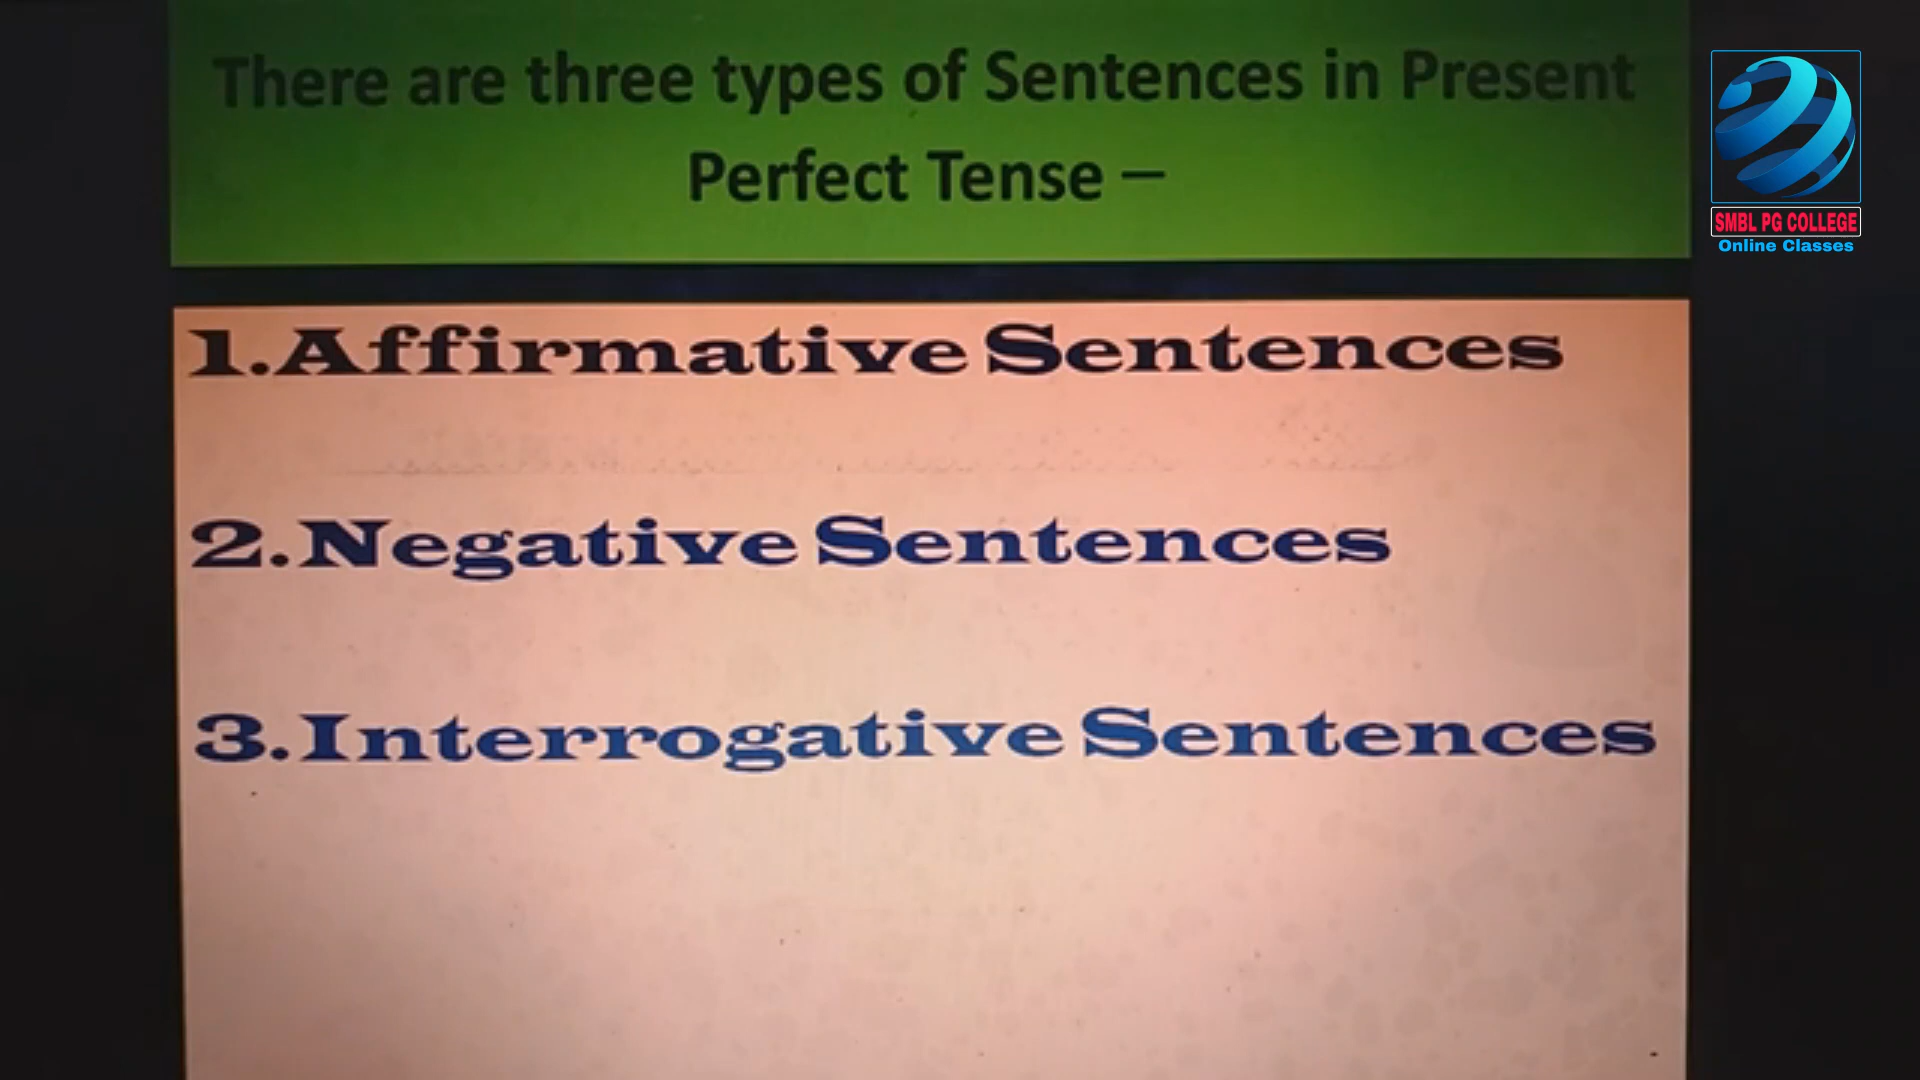 There are three types of Sentences in Present
Perfect Tense –
SMBL PG COLLEGE
Online Classes
1.Affirmative Sentences
2.Negative Sentences
3.Interrogative Sentences